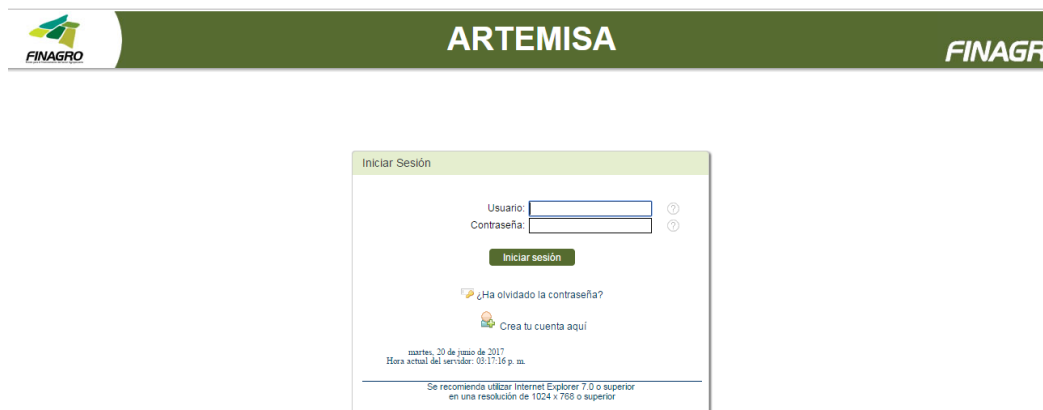 FINAGRO
ARTEMISA
FINAGR
Iniciar Sesión
Usuario:
Contraseña:
Iniciar sesión
¿Ha olvidado la contraseña?
Crea tu cuenta aquí
martes, 20 de junio de 2017
Hora actual del servidor: 03:17:16 p. m.
Se recomienda utilizar Internet Explorer 7.0 o superior
en una resolución de 1024 x 768 o superior